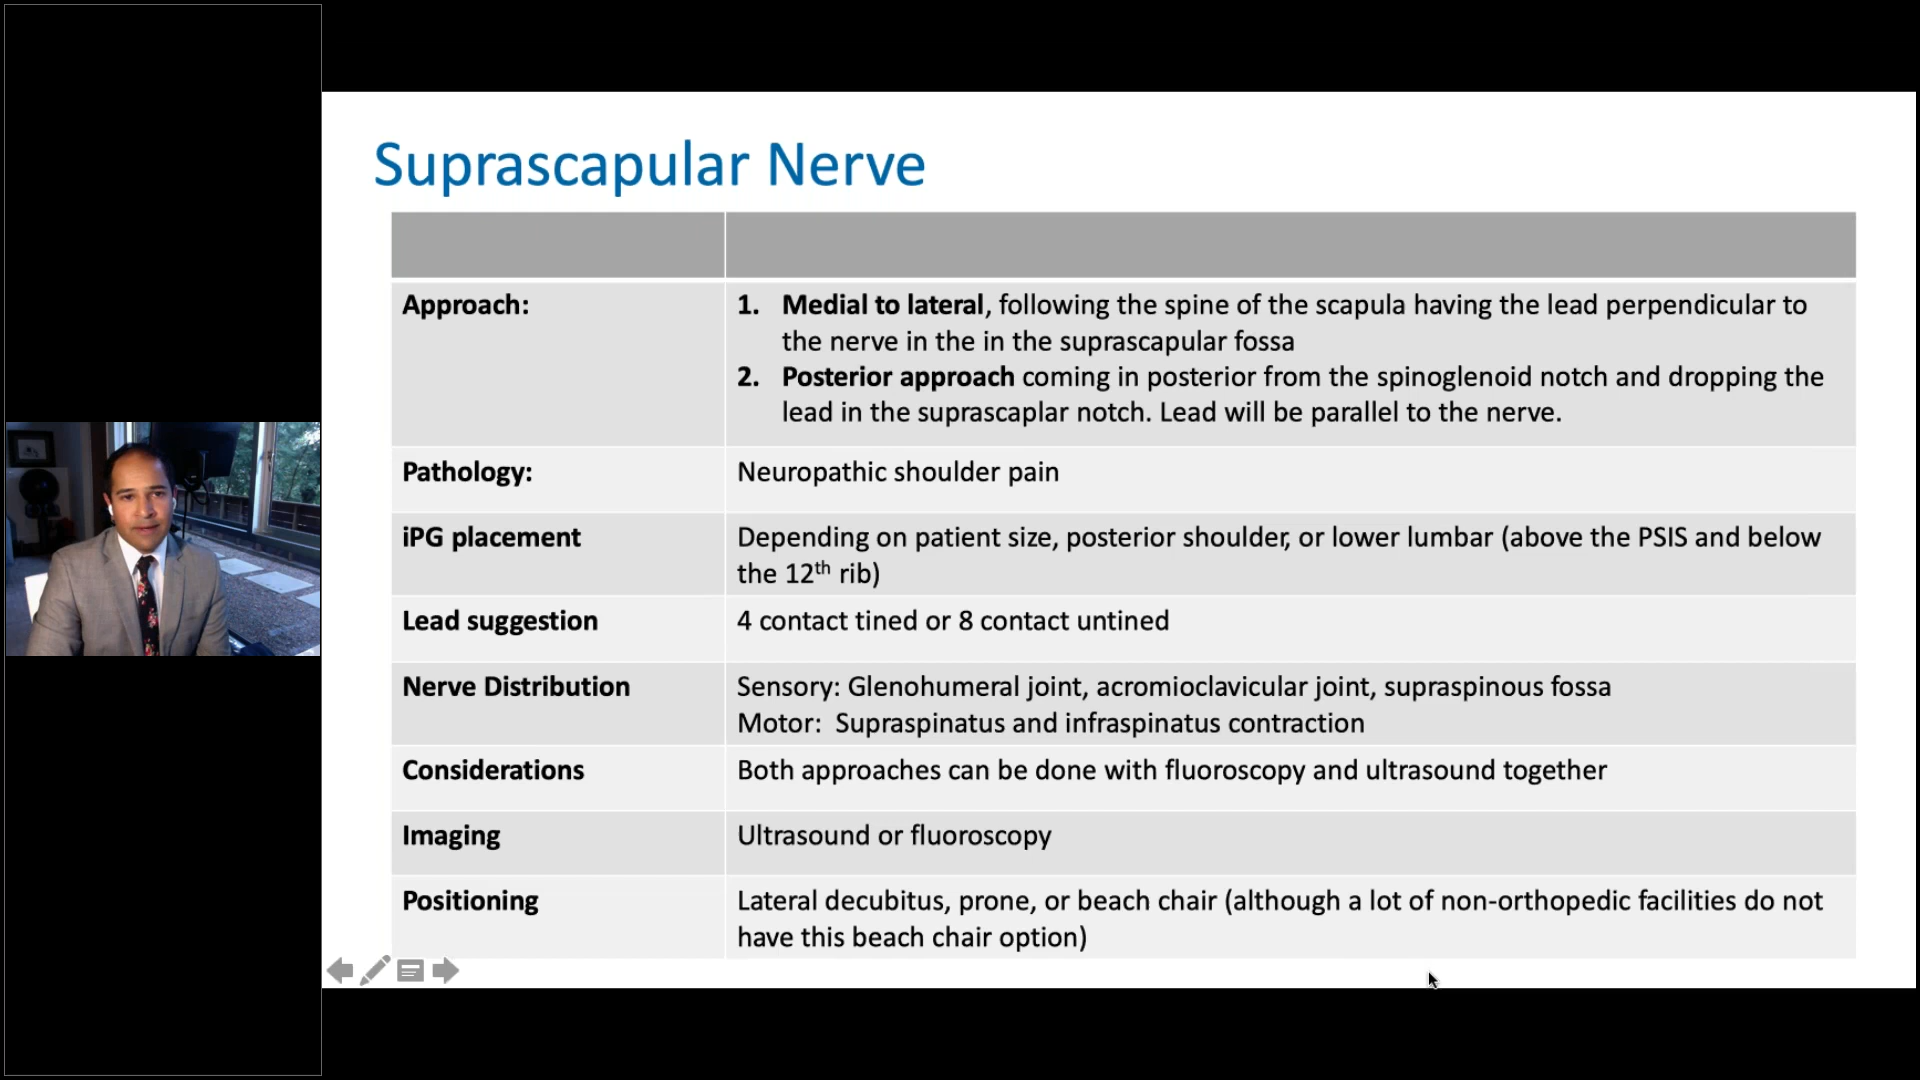 Suprascapular Nerve
Approach:
1. Medial to lateral, following the spine of the scapula having the lead perpendicular to
the nerve in the in the suprascapular fossa
2. Posterior approach coming in posterior from the spinoglenoid notch and dropping the
lead in the suprascaplar notch. Lead will be parallel to the nerve.
Pathology:
Neuropathic shoulder pain
iPG placement
Depending on patient size, posterior shoulder, or lower lumbar (above the PSIS and below
the 12th rib)
Lead suggestion
4 contact tined or 8 contact untined
Nerve Distribution
Sensory: Glenohumeral joint, acromioclavicular joint, supraspinous fossa
Motor: Supraspinatus and infraspinatus contraction
Considerations
Both approaches can be done with fluoroscopy and ultrasound together
Imaging
Ultrasound or fluoroscopy
Positioning
Lateral decubitus, prone, or beach chair (although a lot of non-orthopedic facilities do not
have this beach chair option)